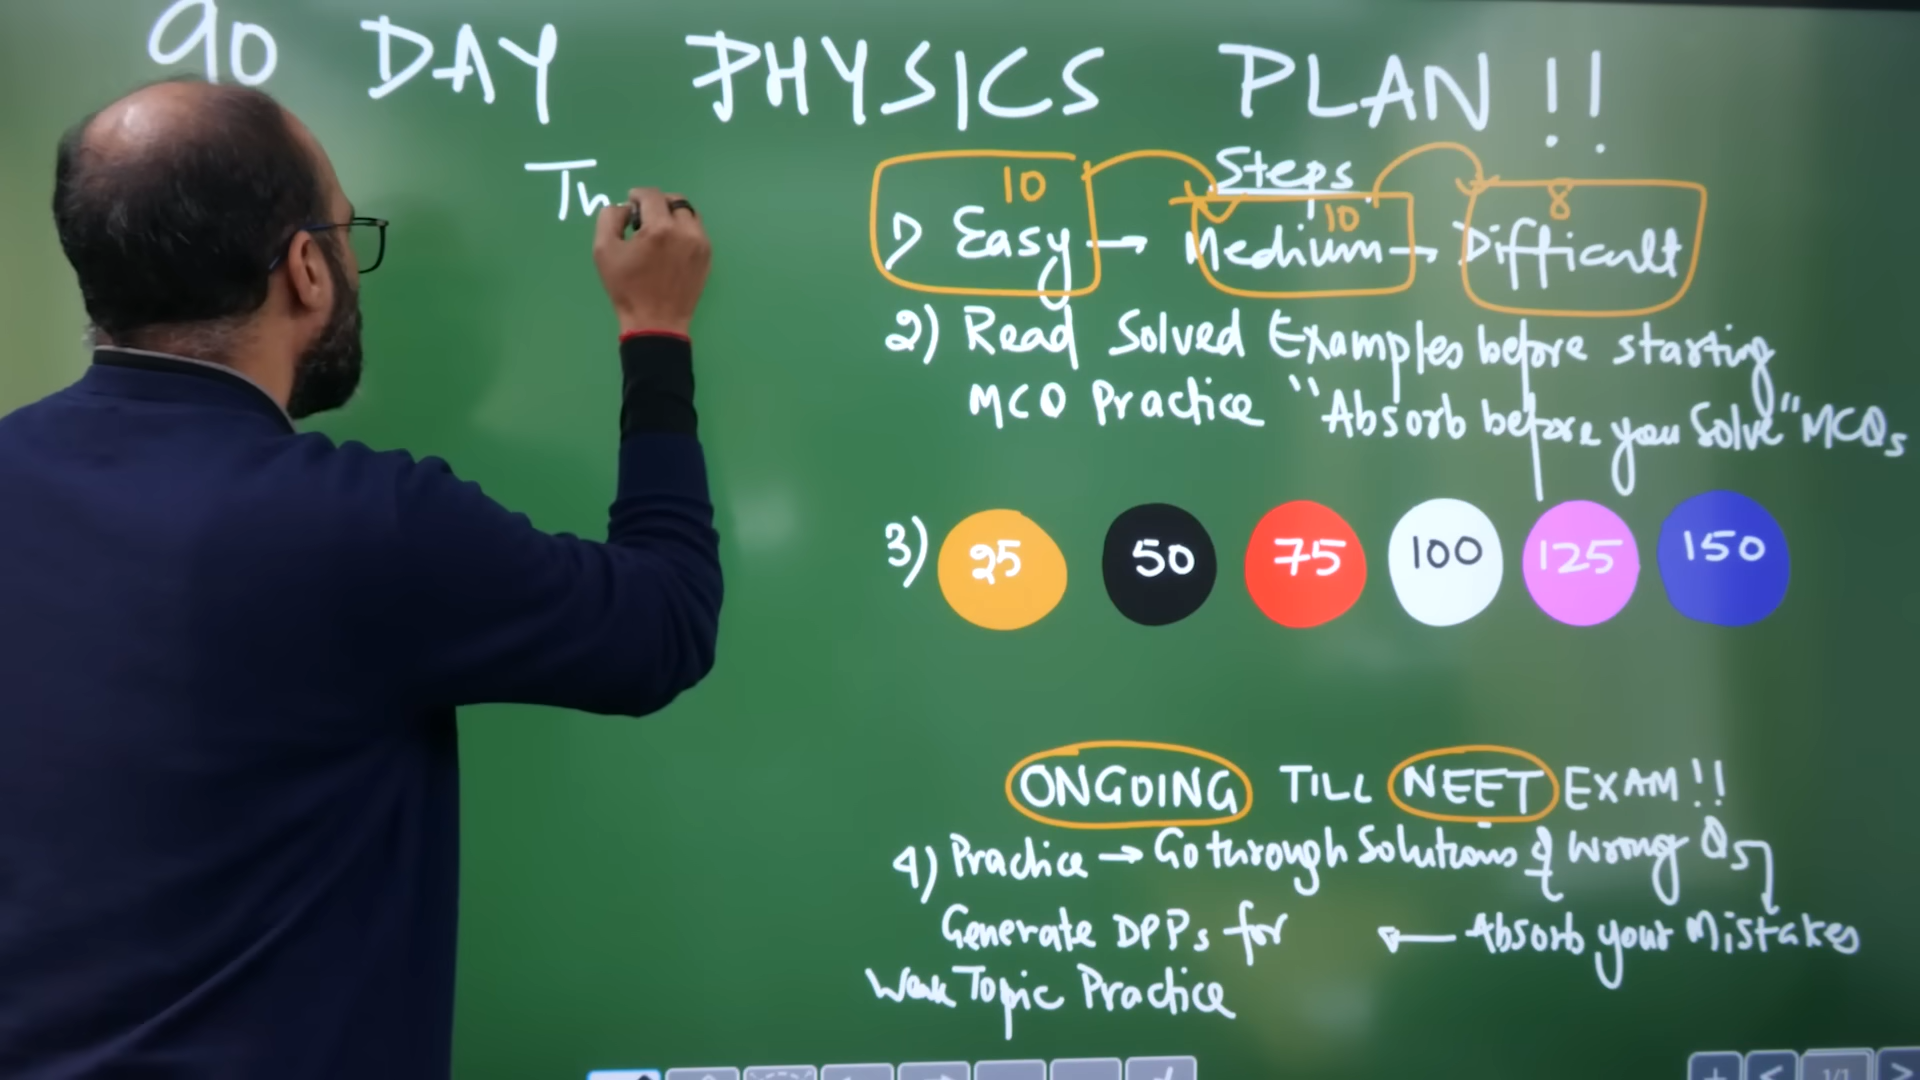 90 DAY PHYSICS PLAN !!
Th
Steps
10 10 8
1) Easy → Medium → Difficult
2) Read Solved Examples before starting
MCQ Practice "Absorb before you Solve" MCQs
3) 25 50 75 100 125 150
ONGOING TILL NEET EXAM !!
4) Practice → Go through Solutions & Wrong Qs
Generate DPPs for ← Absorb your Mistakes
Weak Topic Practice
1/1